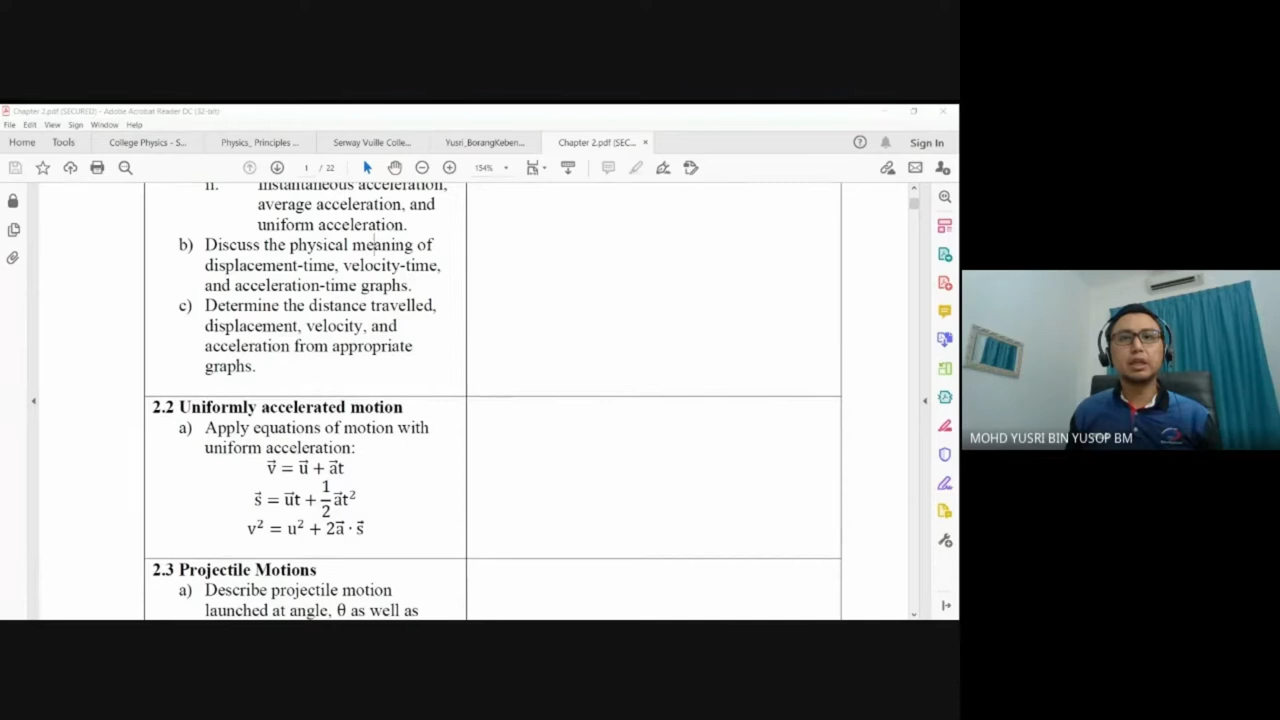 Chapter 2.pdf (SECURED) - Adobe Acrobat Reader DC (32-bit)
File Edit View Sign Window Help
Home Tools College Physics - S... Physics_ Principles ... Serway Vuille Colle... Yusri_BorangKeben... Chapter 2.pdf (SEC... × Sign In
1 / 22 154%
ii. Instantaneous acceleration,
average acceleration, and
uniform acceleration.
b) Discuss the physical meaning of
displacement-time, velocity-time,
and acceleration-time graphs.
c) Determine the distance travelled,
displacement, velocity, and
acceleration from appropriate
graphs.
2.2 Uniformly accelerated motion
a) Apply equations of motion with
uniform acceleration:
v⃗ = u⃗ + a⃗t
s⃗ = u⃗t + 1/2 a⃗t²
v² = u² + 2a⃗ · s⃗
2.3 Projectile Motions
a) Describe projectile motion
launched at angle, θ as well as
MOHD YUSRI BIN YUSOP BM